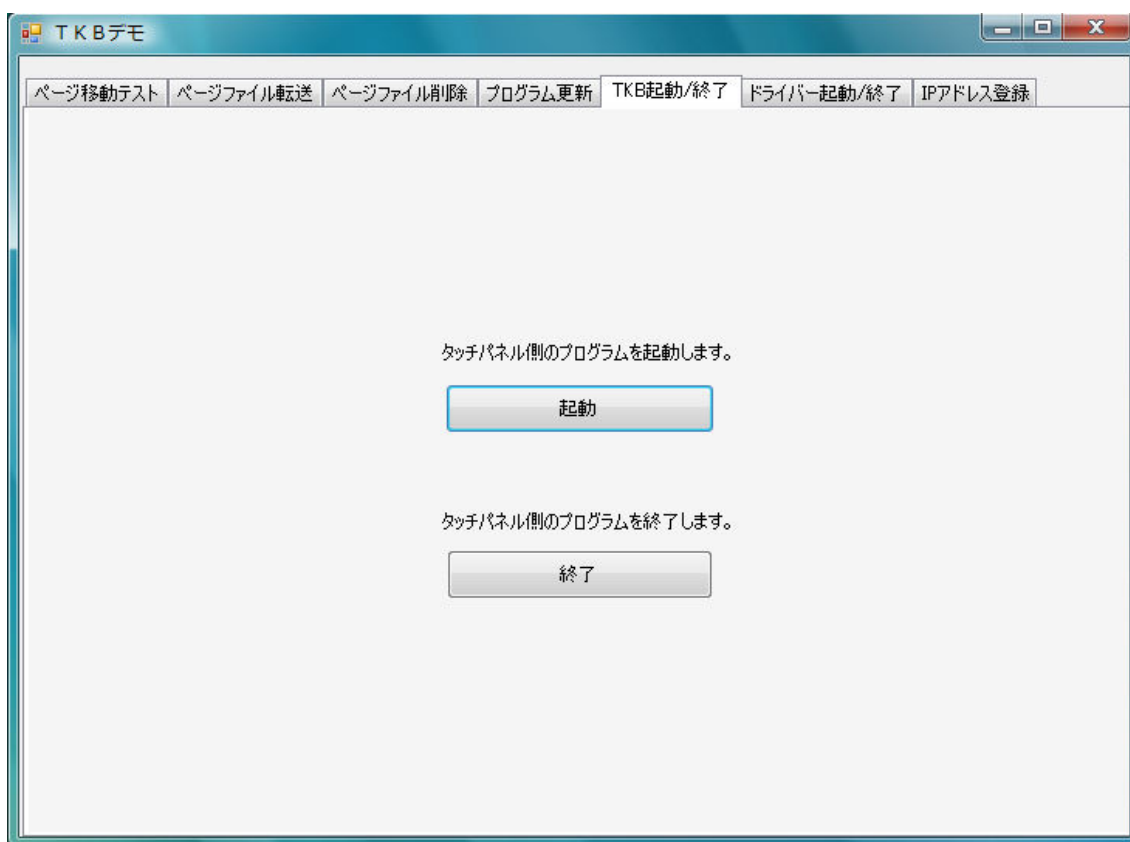 ＴＫＢデモ
ページ移動テスト ページファイル転送 ページファイル削除 プログラム更新 TKB起動/終了 ドライバー起動/終了 IPアドレス登録
タッチパネル側のプログラムを起動します。
起動
タッチパネル側のプログラムを終了します。
終了